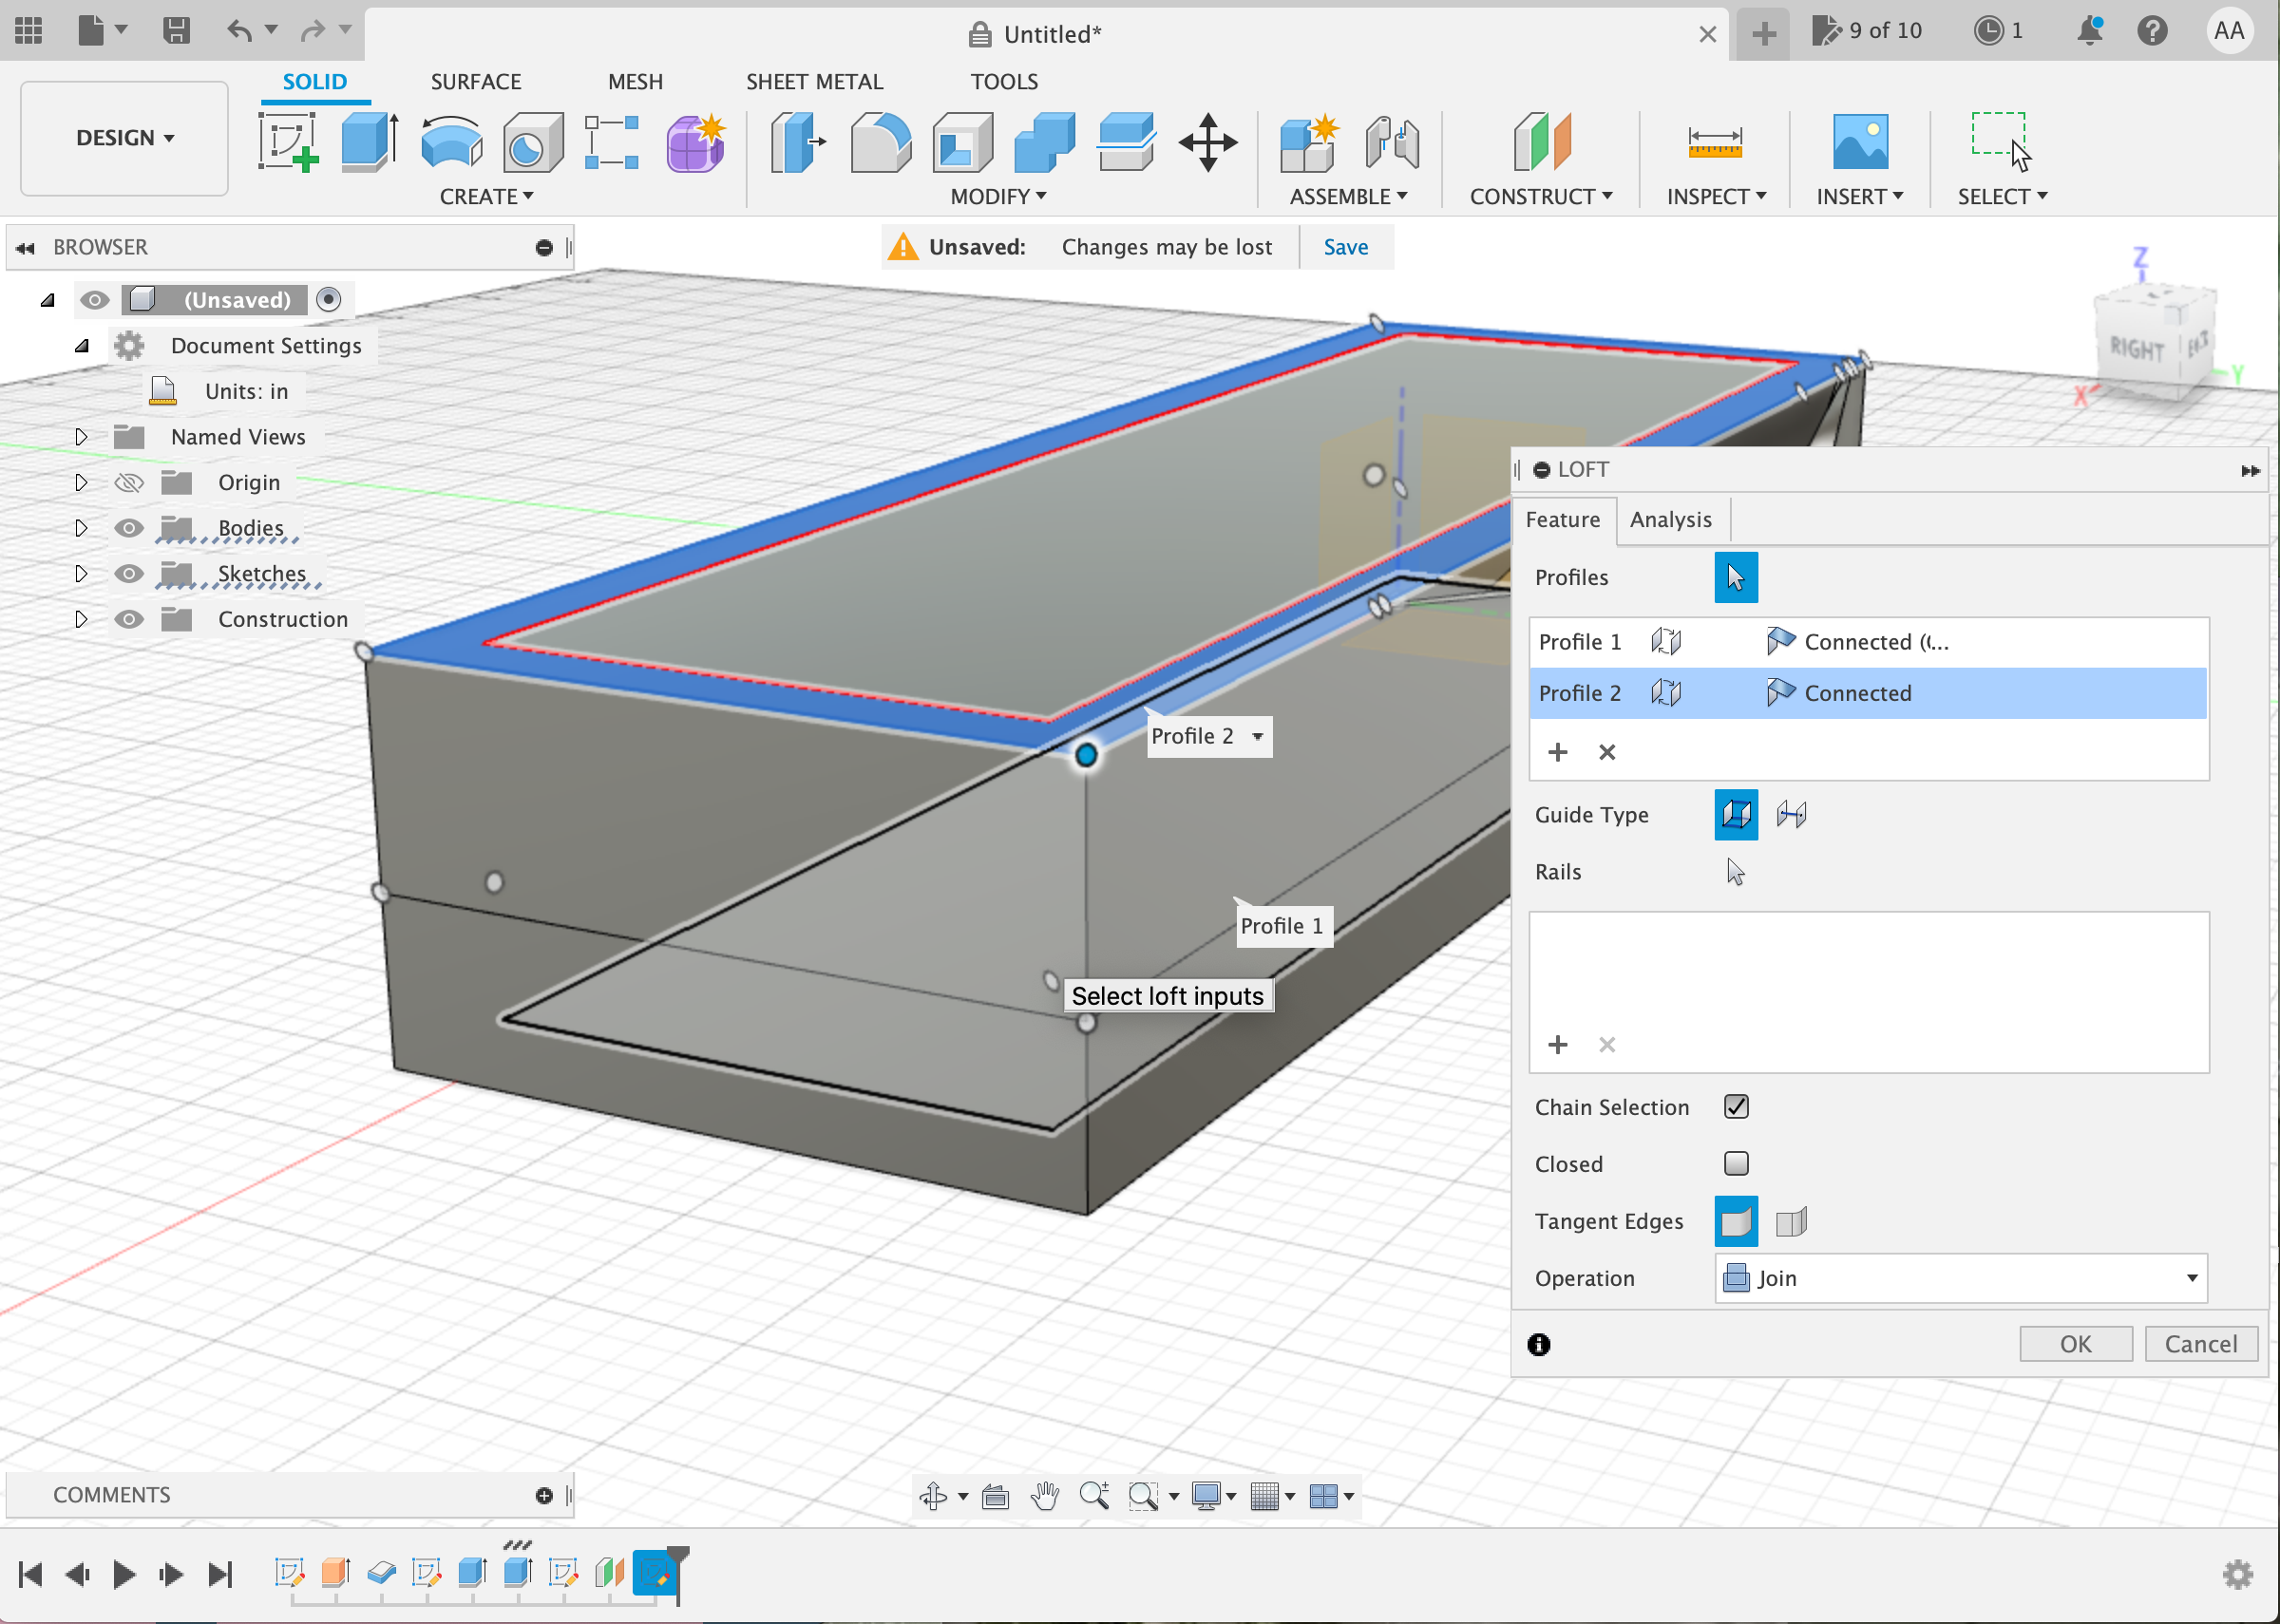 Untitled*
9 of 10
1
AA
SOLID
SURFACE
MESH
SHEET METAL
TOOLS
DESIGN
CREATE
MODIFY
ASSEMBLE
CONSTRUCT
INSPECT
INSERT
SELECT
BROWSER
Unsaved: Changes may be lost
Save
(Unsaved)
Document Settings
Units: in
Named Views
Origin
Bodies
Sketches
Construction
Z
RIGHT
Y
X
Profile 2
Profile 1
Select loft inputs
LOFT
Feature
Analysis
Profiles
Profile 1 Connected ((...
Profile 2 Connected
Guide Type
Rails
Chain Selection
Closed
Tangent Edges
Operation
Join
OK
Cancel
COMMENTS